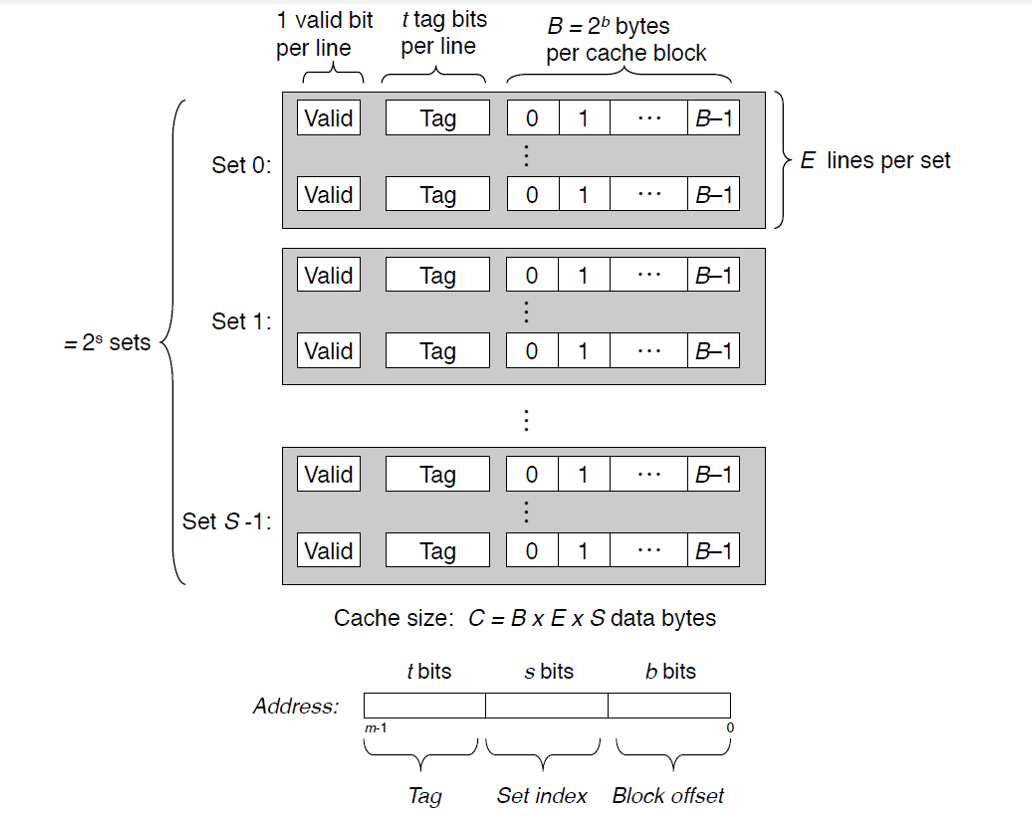 1 valid bit
per line
t tag bits
per line
B = 2ᵇ bytes
per cache block
Valid Tag 0 1 ··· B–1
⋮
Set 0:
E lines per set
Valid Tag 0 1 ··· B–1
Valid Tag 0 1 ··· B–1
⋮
Set 1:
= 2ˢ sets
Valid Tag 0 1 ··· B–1
⋮
Valid Tag 0 1 ··· B–1
⋮
Set S -1:
Valid Tag 0 1 ··· B–1
Cache size: C = B x E x S data bytes
t bits s bits b bits
Address:
m-1 0
Tag Set index Block offset